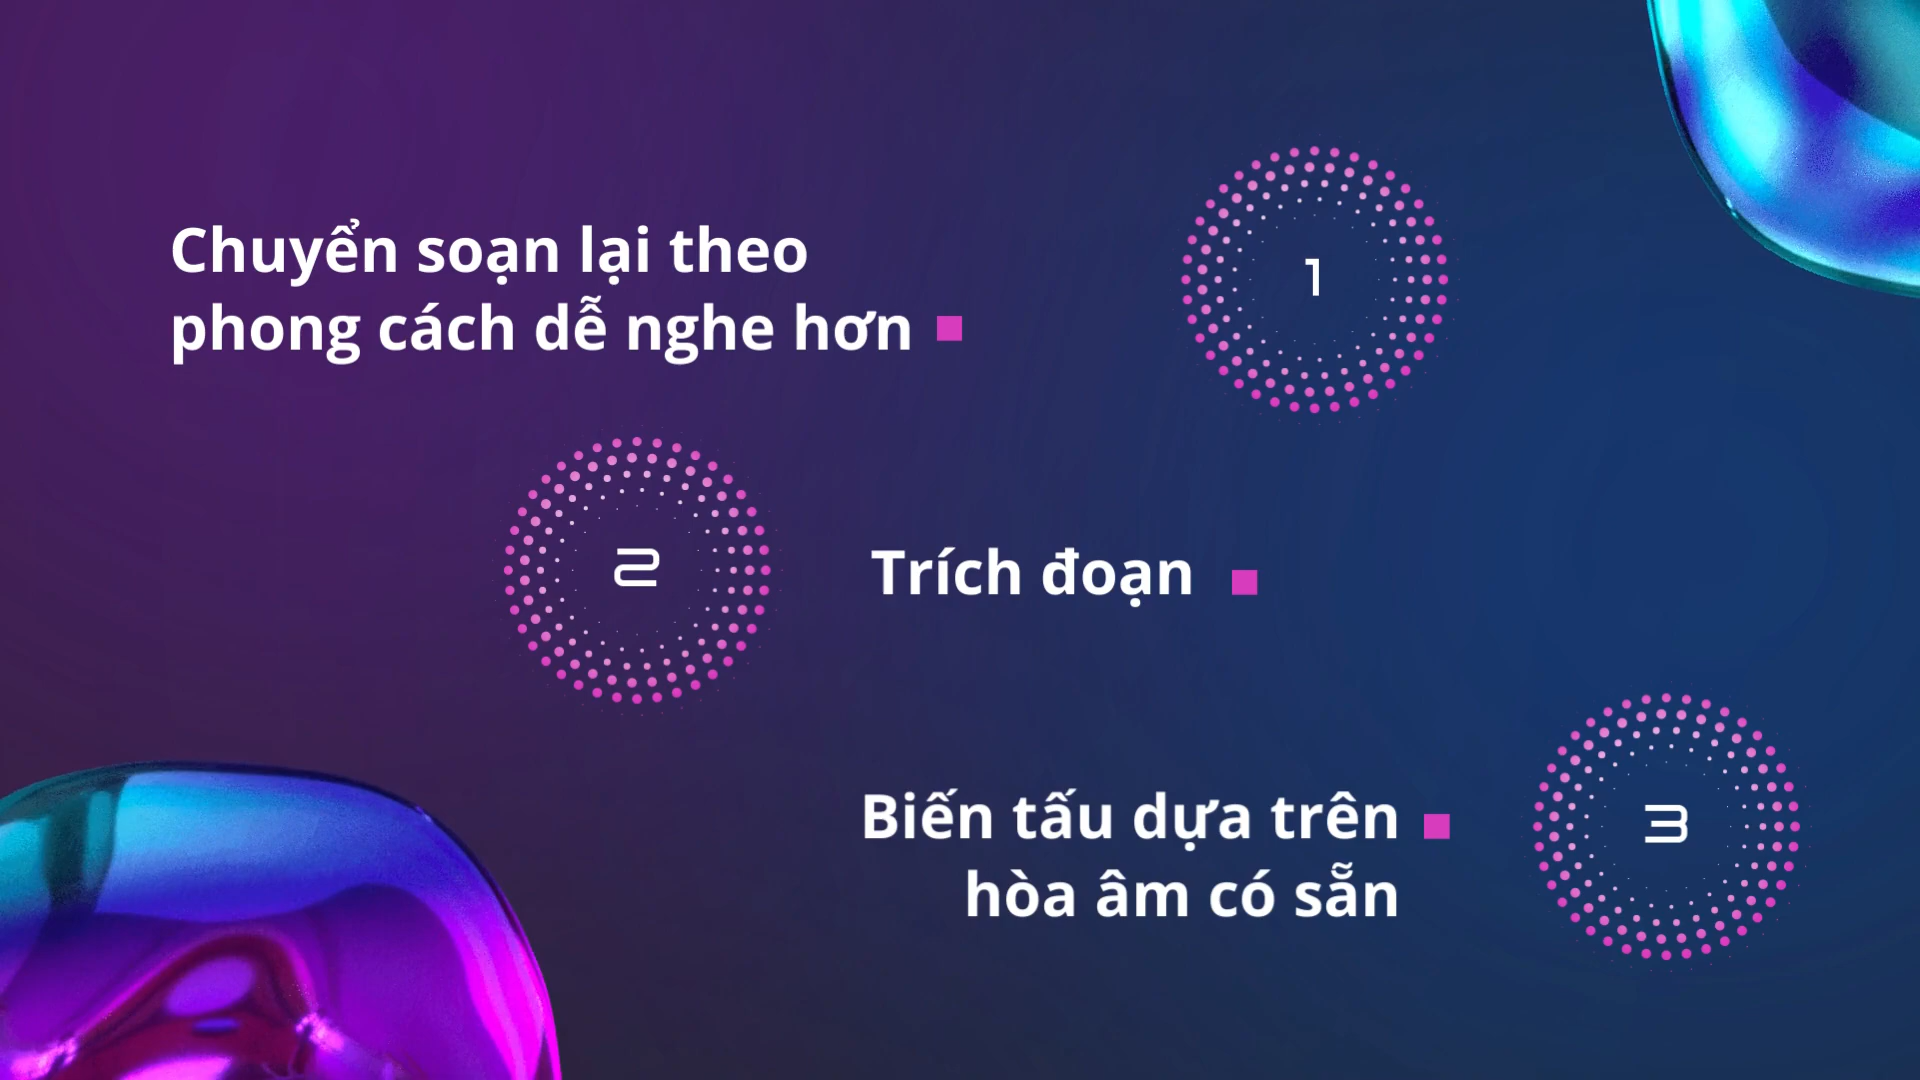 1
Chuyển soạn lại theo
phong cách dễ nghe hơn
2
Trích đoạn
3
Biến tấu dựa trên
hòa âm có sẵn